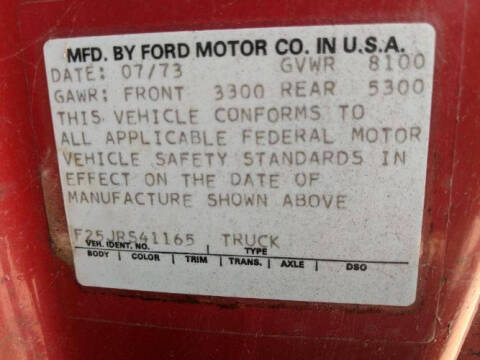 MFD. BY FORD MOTOR CO. IN U.S.A.
DATE: 07/73 GVWR 8100
GAWR: FRONT 3300 REAR 5300
THIS VEHICLE CONFORMS TO
ALL APPLICABLE FEDERAL MOTOR
VEHICLE SAFETY STANDARDS IN
EFFECT ON THE DATE OF
MANUFACTURE SHOWN ABOVE
F25JRS41165 TRUCK
VEH. IDENT. NO. TYPE
BODY COLOR TRIM TRANS. AXLE DSO